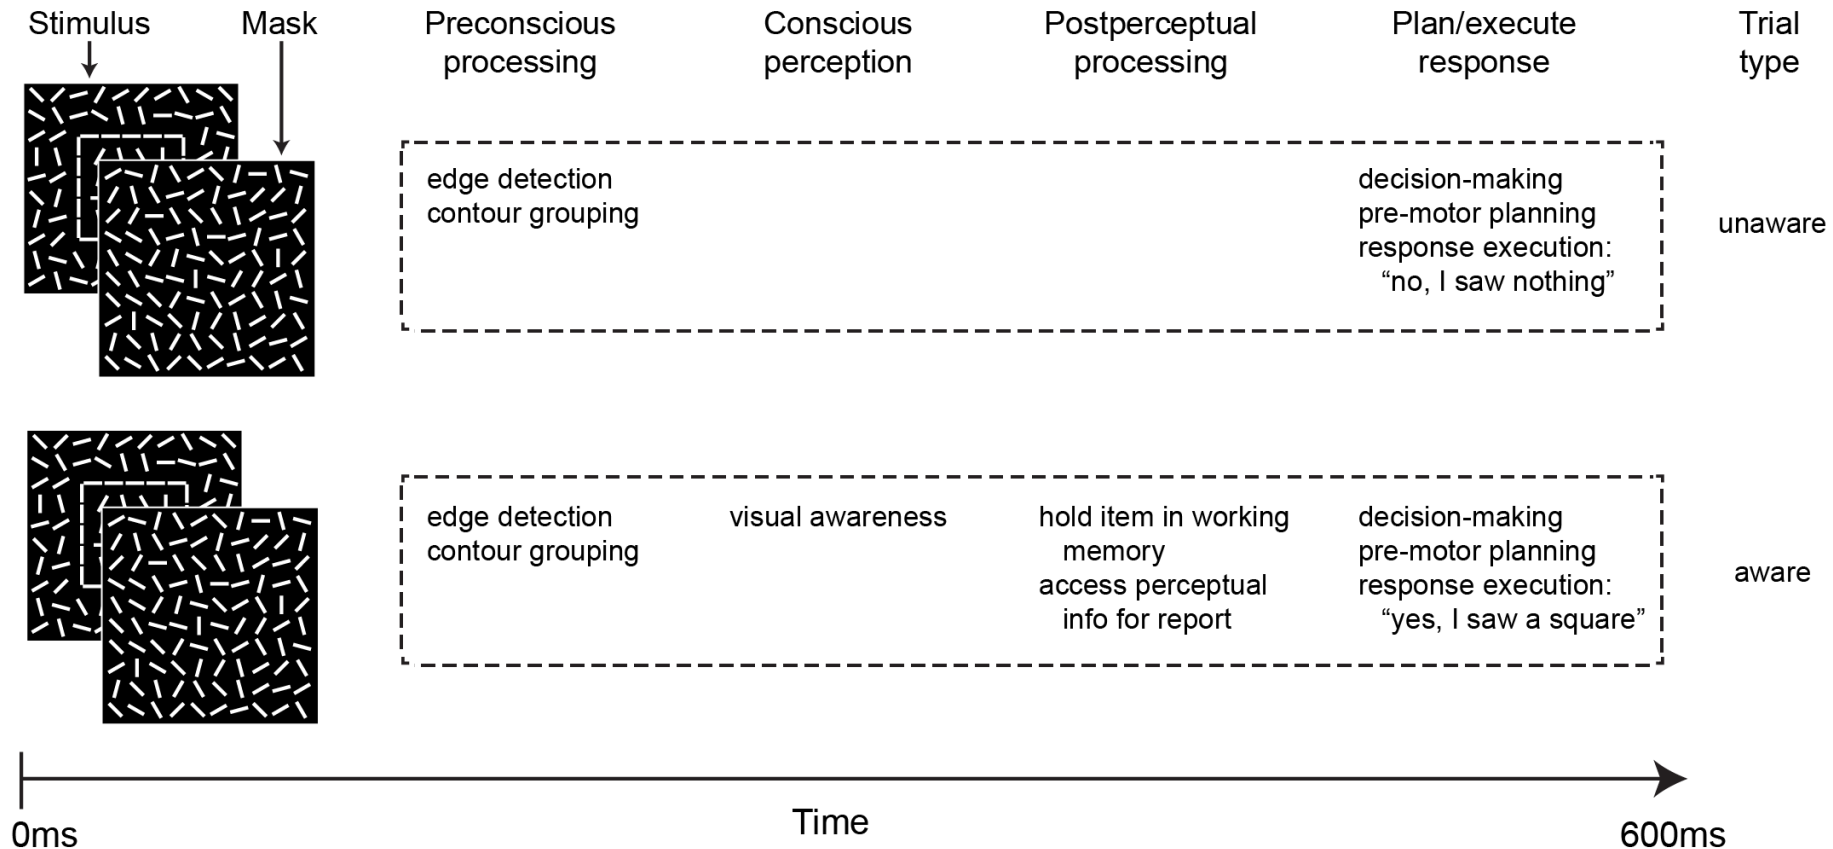 Stimulus
Mask
Preconscious
processing
Conscious
perception
Postperceptual
processing
Plan/execute
response
Trial
type
edge detection
contour grouping
decision-making
pre-motor planning
response execution:
“no, I saw nothing”
unaware
edge detection
contour grouping
visual awareness
hold item in working
memory
access perceptual
info for report
decision-making
pre-motor planning
response execution:
“yes, I saw a square”
aware
0ms
Time
600ms